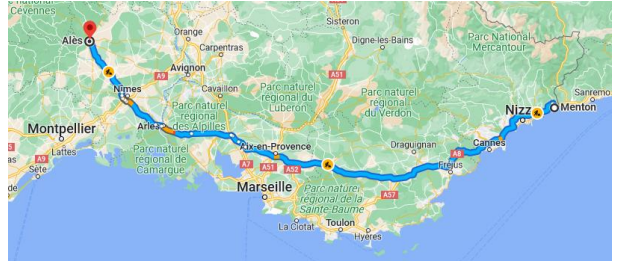 Cévennes
Sisteron
Alès
Orange
Digne-les-Bains
Parc National
Mercantour
Carpentras
A51
Avignon
A9
Nîmes
Cavaillon
Parc naturel
régional du
Luberon
Parc naturel
régional
du Verdon
Sanremo
Nizz
Menton
Arles
Parc naturel
régional
des Alpilles
Montpellier
Aix-en-Provence
Draguignan
Cannes
Lattes
Parc naturel
régional de
Camargue
A9
Sète
A7
A51
A52
A8
Fréjus
Marseille
Parc naturel
régional de la
Sainte Baume
A57
La Ciotat
Toulon
Hyères